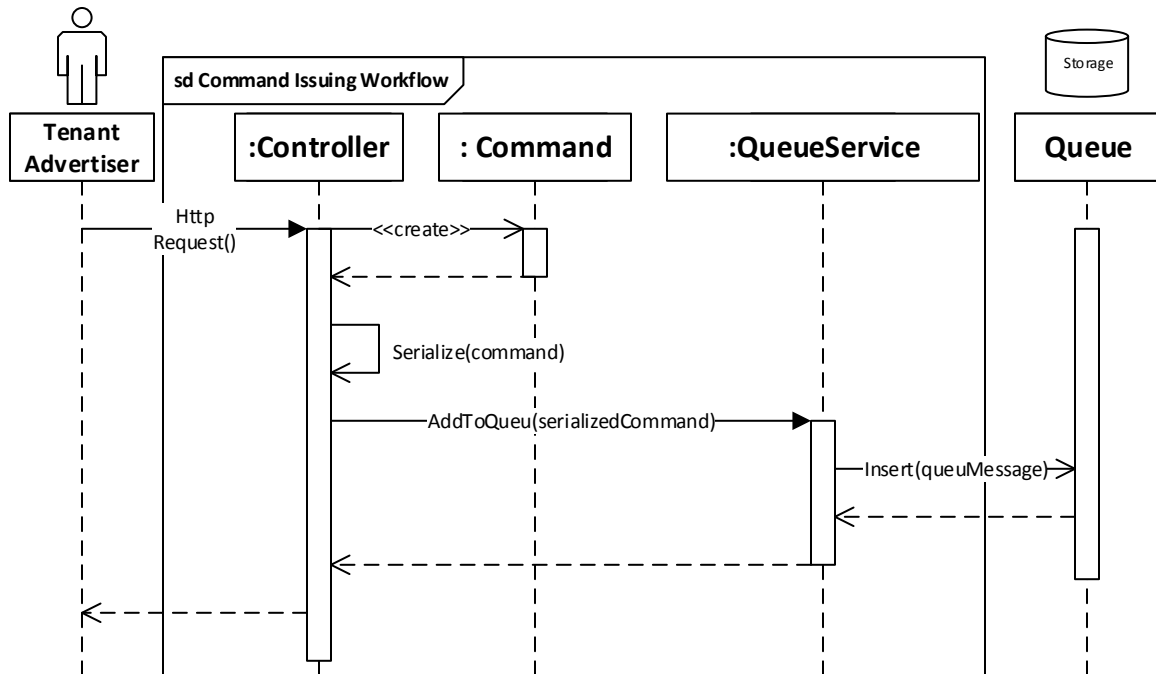 sd Command Issuing Workflow
Storage
Tenant
Advertiser
:Controller
: Command
:QueueService
Queue
Http
Request()
<<create>>
Serialize(command)
AddToQueu(serializedCommand)
Insert(queuMessage)